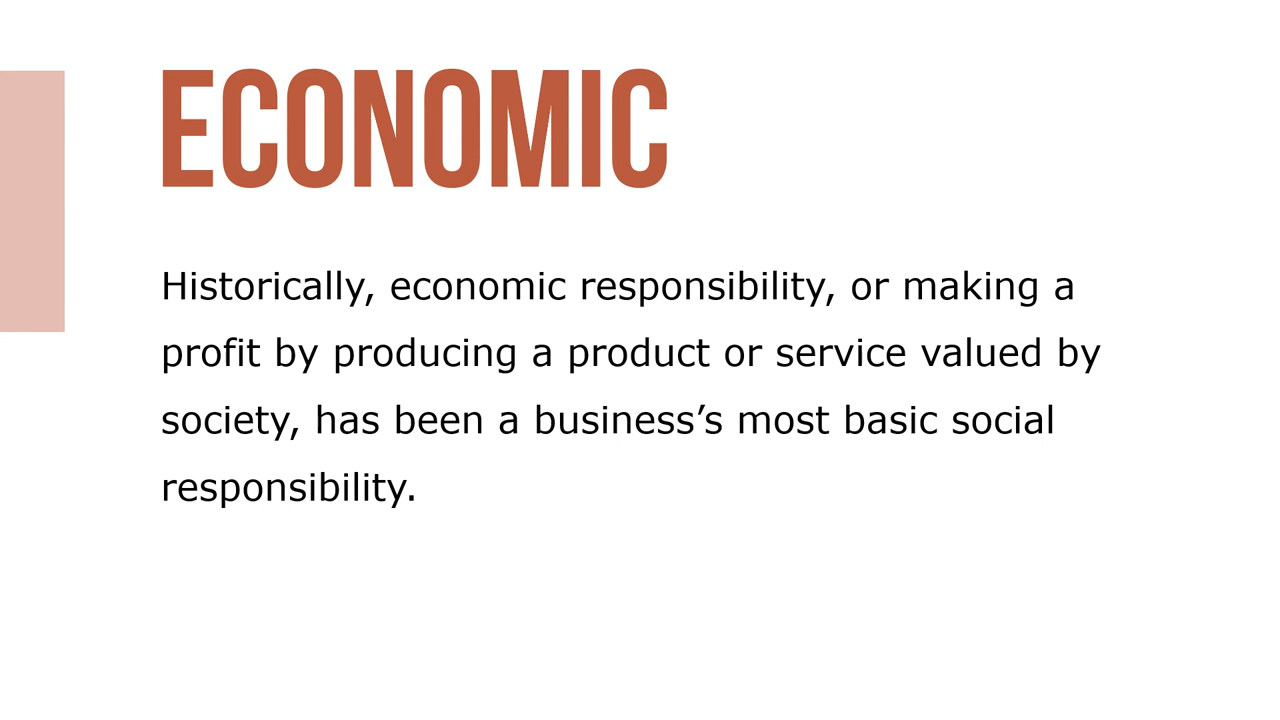 ECONOMIC
Historically, economic responsibility, or making a
profit by producing a product or service valued by
society, has been a business’s most basic social
responsibility.